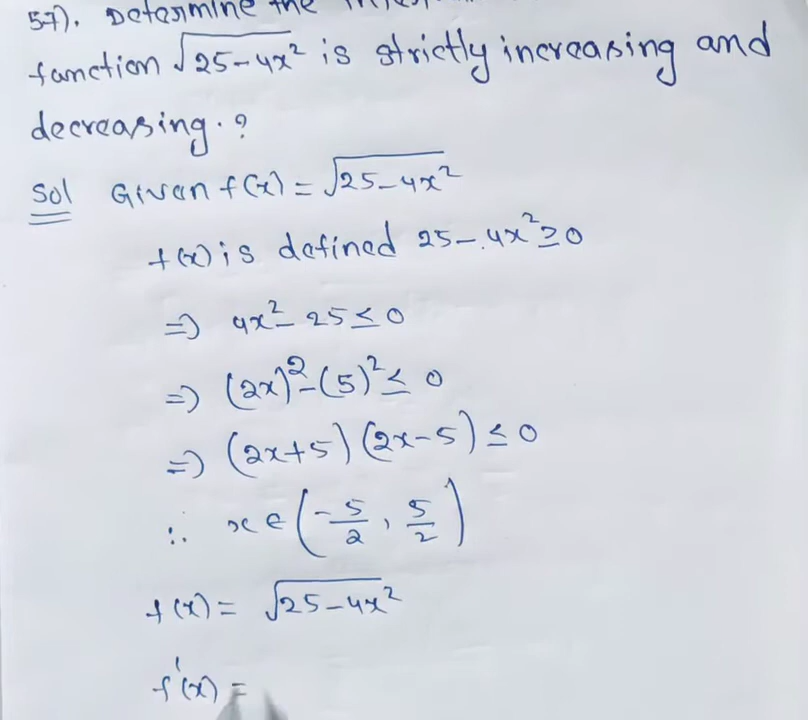 57). Determine the
function √25-4x² is strictly increasing and
decreasing.?
Sol Given f(x) = √25-4x²
f(x) is defined 25-4x² ≥ 0
=> 4x² - 25 ≤ 0
=> (2x)² - (5)² ≤ 0
=> (2x+5) (2x-5) ≤ 0
∴ x ∈ (-5/2, 5/2)
f(x) = √25-4x²
f'(x) =